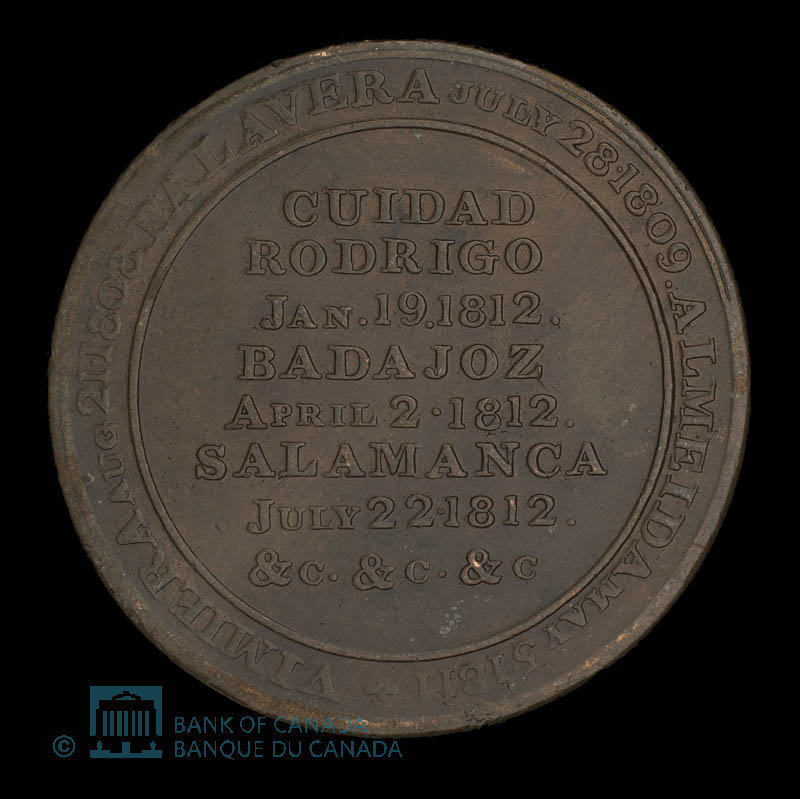 VIMIERA AUG 21·1808 TALAVERA JULY 28·1809. ALMEIDA MAY 5 1811
CUIDAD
RODRIGO
JAN. 19. 1812.
BADAJOZ
APRIL 2 · 1812.
SALAMANCA
JULY 22·1812.
&C. &C. &C
© BANK OF CANADA
BANQUE DU CANADA